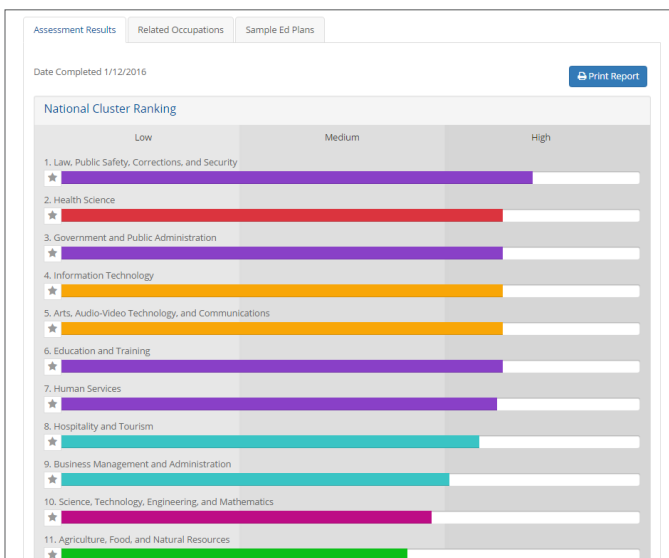 Assessment Results Related Occupations Sample Ed Plans
Date Completed 1/12/2016
Print Report
National Cluster Ranking
Low Medium High
1. Law, Public Safety, Corrections, and Security
2. Health Science
3. Government and Public Administration
4. Information Technology
5. Arts, Audio-Video Technology, and Communications
6. Education and Training
7. Human Services
8. Hospitality and Tourism
9. Business Management and Administration
10. Science, Technology, Engineering, and Mathematics
11. Agriculture, Food, and Natural Resources